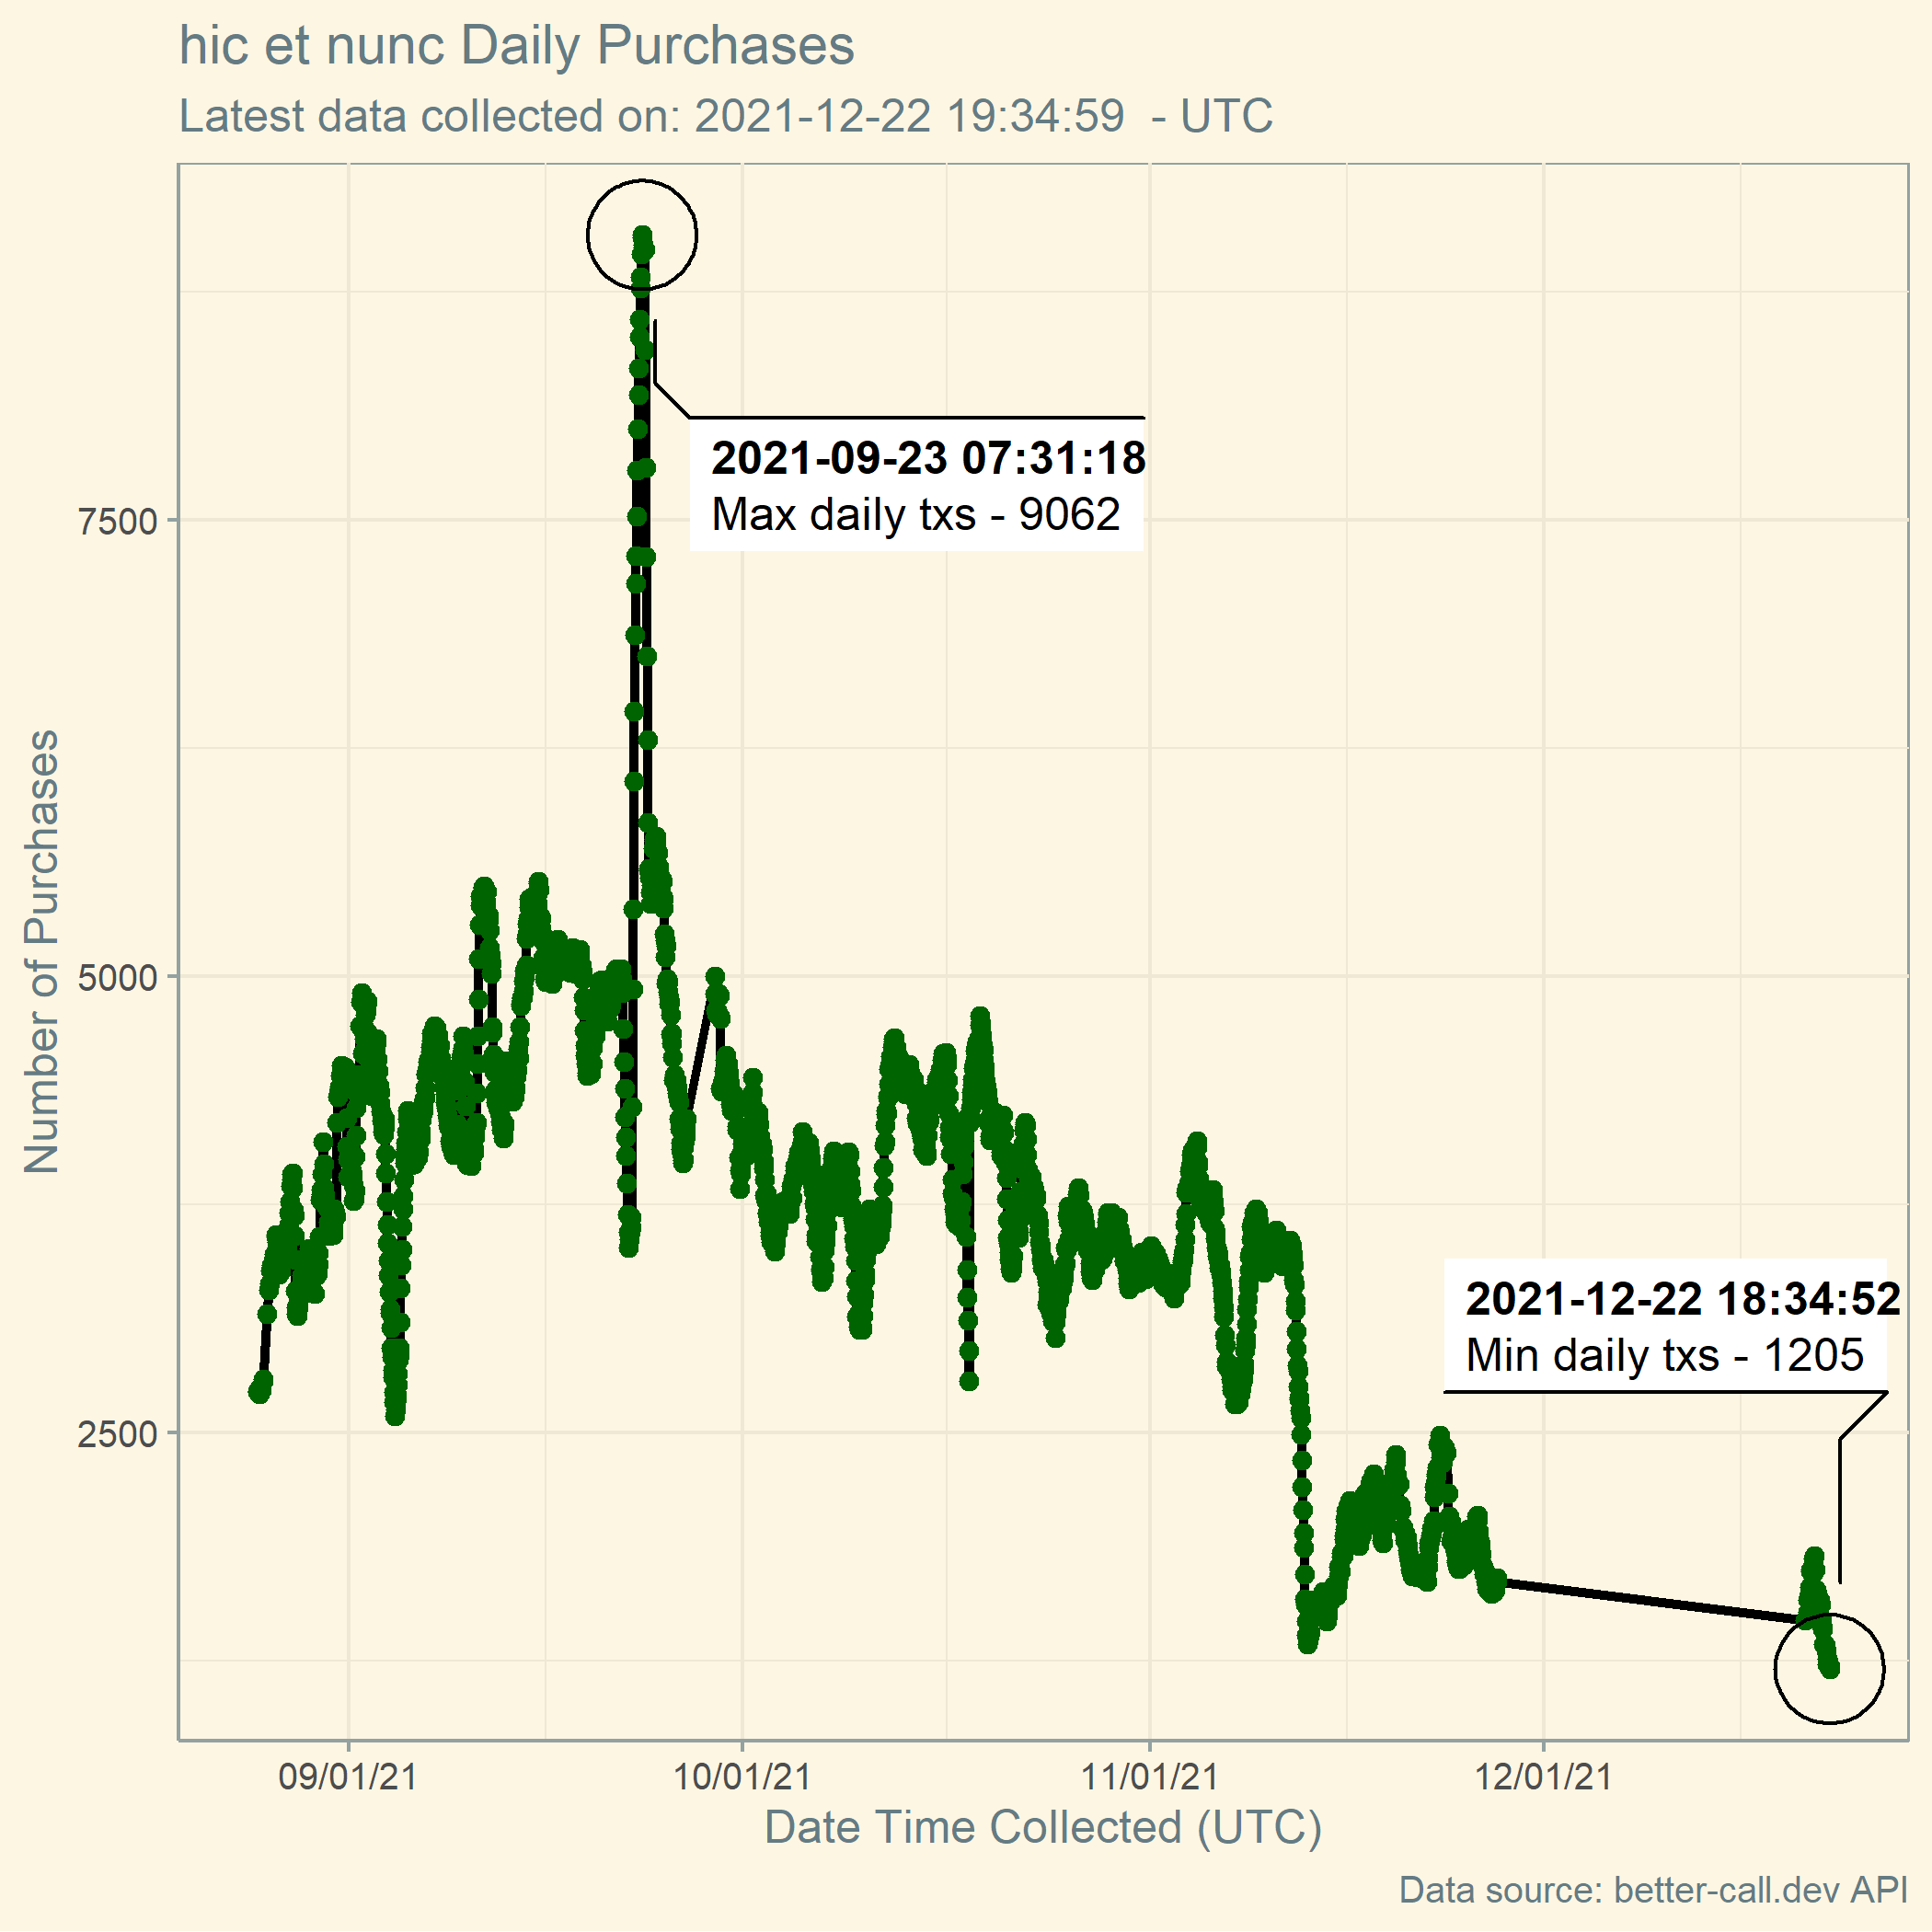 hic et nunc Daily Purchases
Latest data collected on: 2021-12-22 19:34:59  - UTC
2021-09-23 07:31:18
Max daily txs - 9062
7500
Number of Purchases
5000
2021-12-22 18:34:52
Min daily txs - 1205
2500
09/01/21 10/01/21 11/01/21 12/01/21
Date Time Collected (UTC)
Data source: better-call.dev API